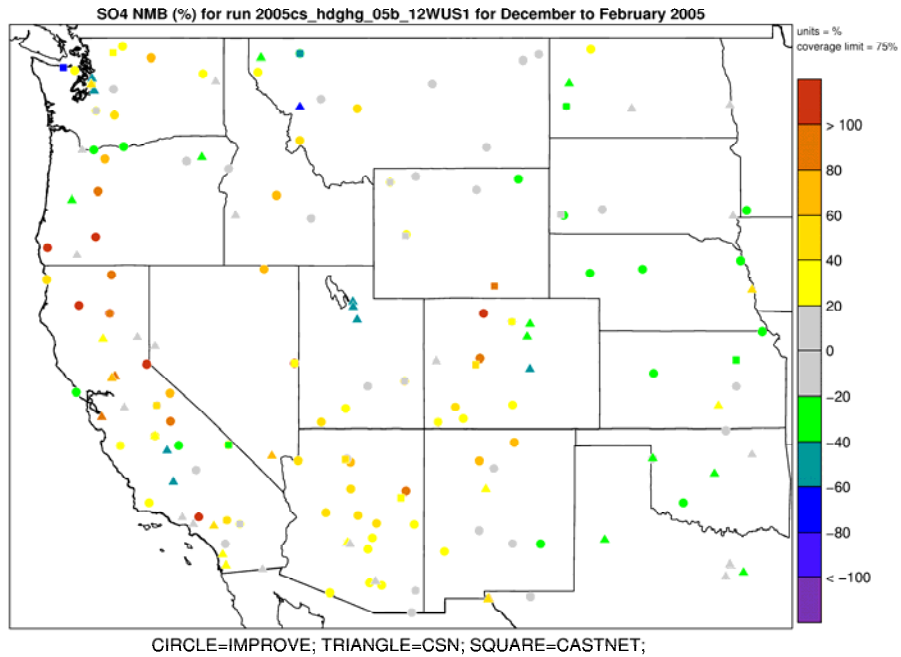 SO4 NMB (%) for run 2005cs_hdghg_05b_12WUS1 for December to February 2005
units = %
coverage limit = 75%
> 100
80
60
40
20
0
−20
−40
−60
−80
< −100
CIRCLE=IMPROVE; TRIANGLE=CSN; SQUARE=CASTNET;